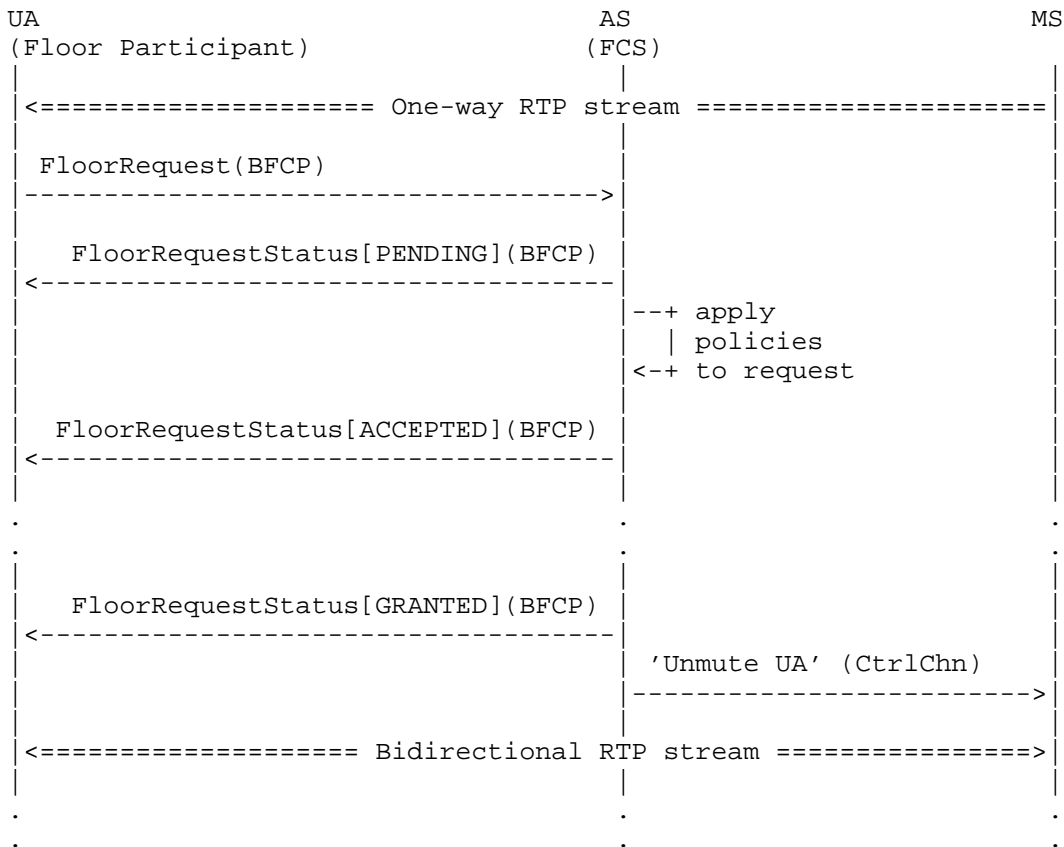 UA                                   AS                         MS
(Floor Participant)                 (FCS)
<===================== One-way RTP stream ======================
FloorRequest(BFCP)
------------------------------------>
FloorRequestStatus[PENDING](BFCP)
<------------------------------------
--+ apply
| policies
<-+ to request
FloorRequestStatus[ACCEPTED](BFCP)
<------------------------------------
.                                     .                          .
.                                     .                          .
FloorRequestStatus[GRANTED](BFCP)
<------------------------------------
’Unmute UA’ (CtrlChn)
------------------------->
<==================== Bidirectional RTP stream ================>
.                                     .                          .
.                                     .                          .